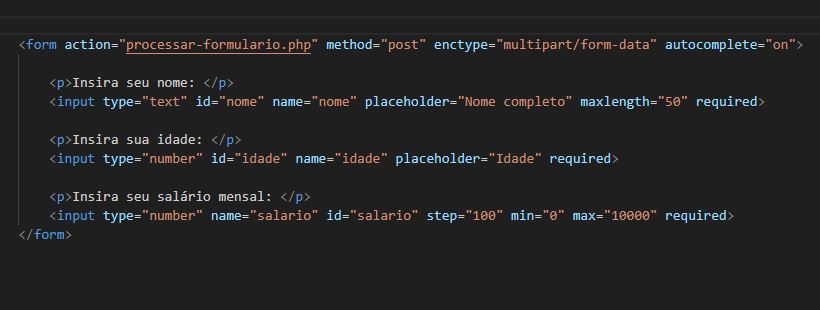 <form action="processar-formulario.php" method="post" enctype="multipart/form-data" autocomplete="on">
<p>Insira seu nome: </p>
<input type="text" id="nome" name="nome" placeholder="Nome completo" maxlength="50" required>
<p>Insira sua idade: </p>
<input type="number" id="idade" name="idade" placeholder="Idade" required>
<p>Insira seu salário mensal: </p>
<input type="number" name="salario" id="salario" step="100" min="0" max="10000" required>
</form>